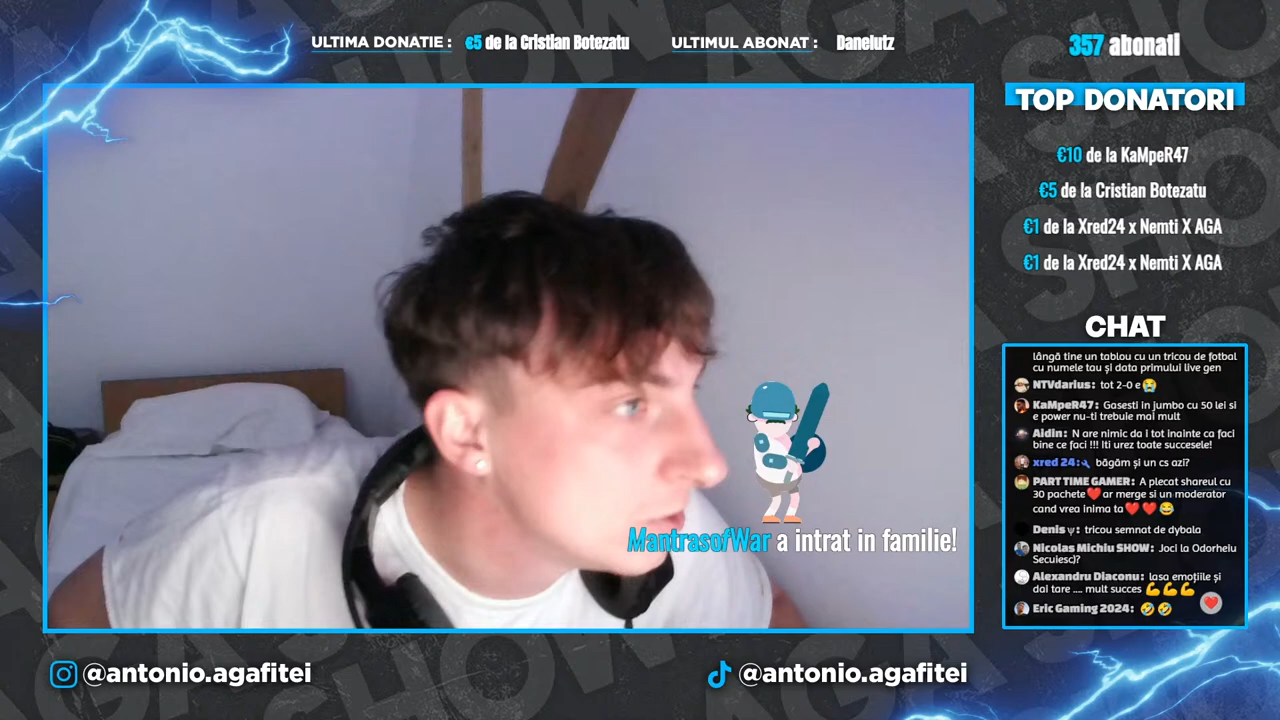 ULTIMA DONATIE : €5 de la Cristian Botezatu ULTIMUL ABONAT : Danelutz
357 abonati
TOP DONATORI
€10 de la KaMpeR47
€5 de la Cristian Botezatu
€1 de la Xred24 x Nemti X AGA
€1 de la Xred24 x Nemti X AGA
CHAT
lângă tine un tablou cu un tricou de fotbal
cu numele tau și data primului live gen
NTVdarius: tot 2-0 e😭
KaMpeR47: Gasesti in jumbo cu 50 lei si
e power nu-ti trebuie mai mult
Aidin: N are nimic da i tot inainte ca faci
bine ce faci !!! Iti urez toate succesele!
xred 24:🔧 băgăm și un cs azi?
PART TIME GAMER: A plecat shareul cu
30 pachete❤️ar merge si un moderator
cand vrea inima ta❤️❤️😂
Denis ψ: tricou semnat de dybala
Nicolas Michiu SHOW: Joci la Odorheiu
Secuiesc)?
Alexandru Diaconu: lasa emoțiile și
dai tare .... mult succes 💪💪💪
Eric Gaming 2024: 🤣🤣
MantrasofWar a intrat in familie!
@antonio.agafitei
@antonio.agafitei